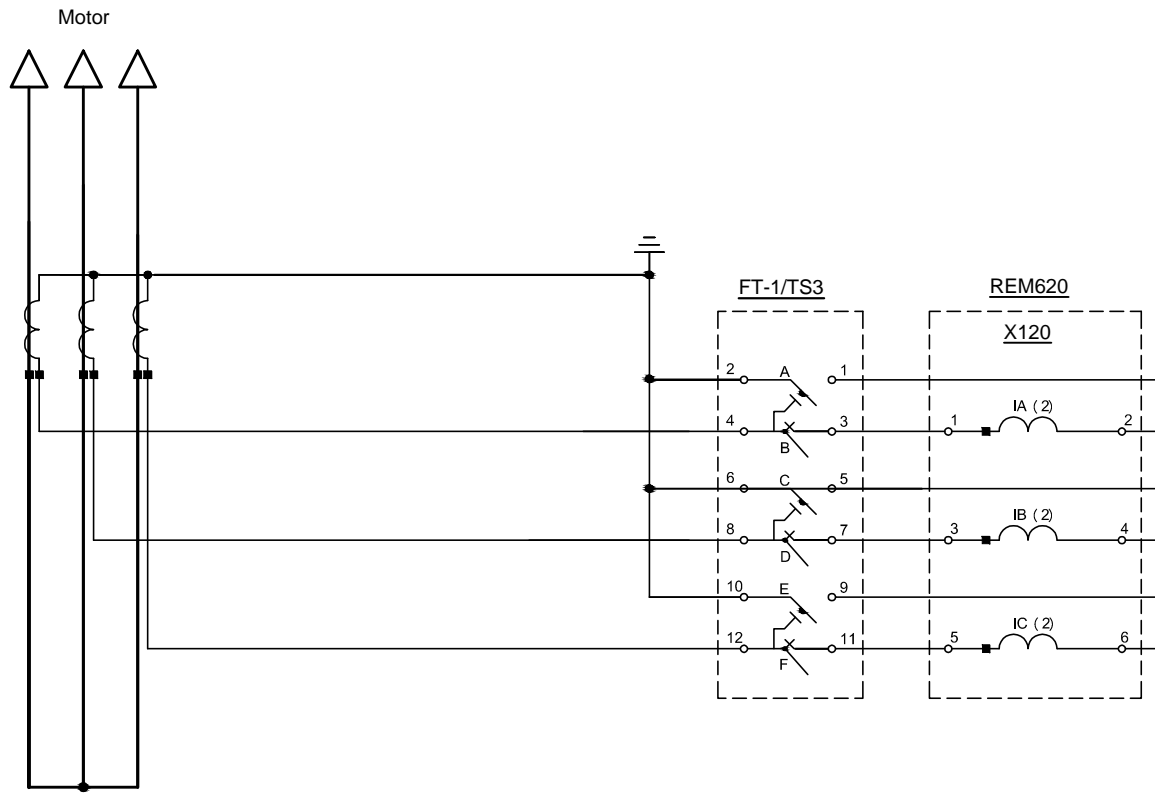 Motor
FT-1/TS3
REM620
X120
2 A 1
IA (2)
4 3 1 2
B
6 C 5
IB (2)
8 7 3 4
D
10 E 9
IC (2)
12 11 5 6
F